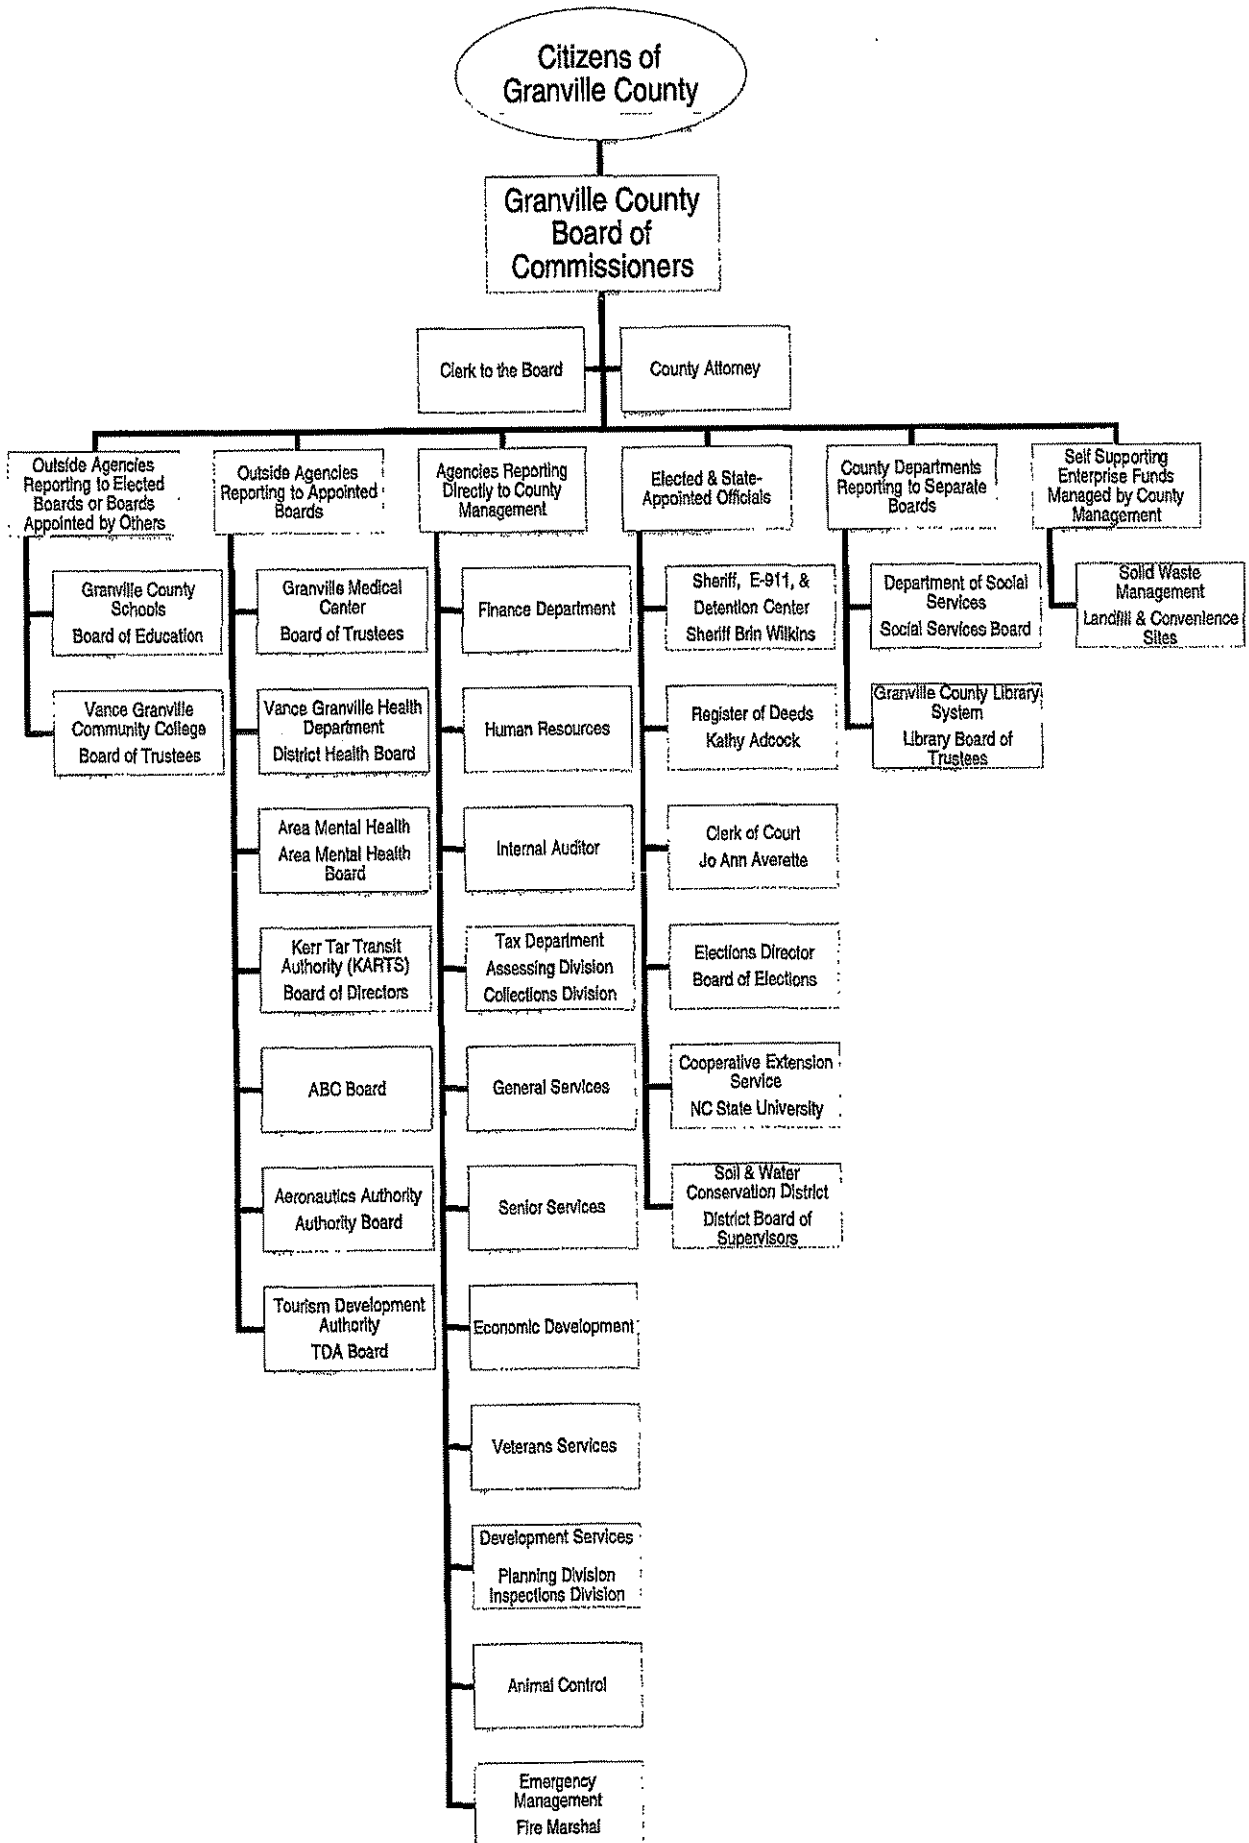 Citizens of
Granville County
Granville County
Board of
Commissioners
Clerk to the Board
County Attorney
Outside Agencies
Reporting to Elected
Boards or Boards
Appointed by Others
Granville County
Schools
Board of Education
Vance Granville
Community College
Board of Trustees
Outside Agencies
Reporting to Appointed
Boards
Granville Medical
Center
Board of Trustees
Vance Granville Health
Department
District Health Board
Area Mental Health
Area Mental Health
Board
Kerr Tar Transit
Authority (KARTS)
Board of Directors
ABC Board
Aeronautics Authority
Authority Board
Tourism Development
Authority
TDA Board
Agencies Reporting
Directly to County
Management
Finance Department
Human Resources
Internal Auditor
Tax Department
Assessing Division
Collections Division
General Services
Senior Services
Economic Development
Veterans Services
Development Services
Planning Division
Inspections Division
Animal Control
Emergency
Management
Fire Marshal
Elected & State-
Appointed Officials
Sheriff, E-911, &
Detention Center
Sheriff Brin Wilkins
Register of Deeds
Kathy Adcock
Clerk of Court
Jo Ann Averette
Elections Director
Board of Elections
Cooperative Extension
Service
NC State University
Soil & Water
Conservation District
District Board of
Supervisors
County Departments
Reporting to Separate
Boards
Department of Social
Services
Social Services Board
Granville County Library
System
Library Board of
Trustees
Self Supporting
Enterprise Funds
Managed by County
Management
Solid Waste
Management
Landfill & Convenience
Sites